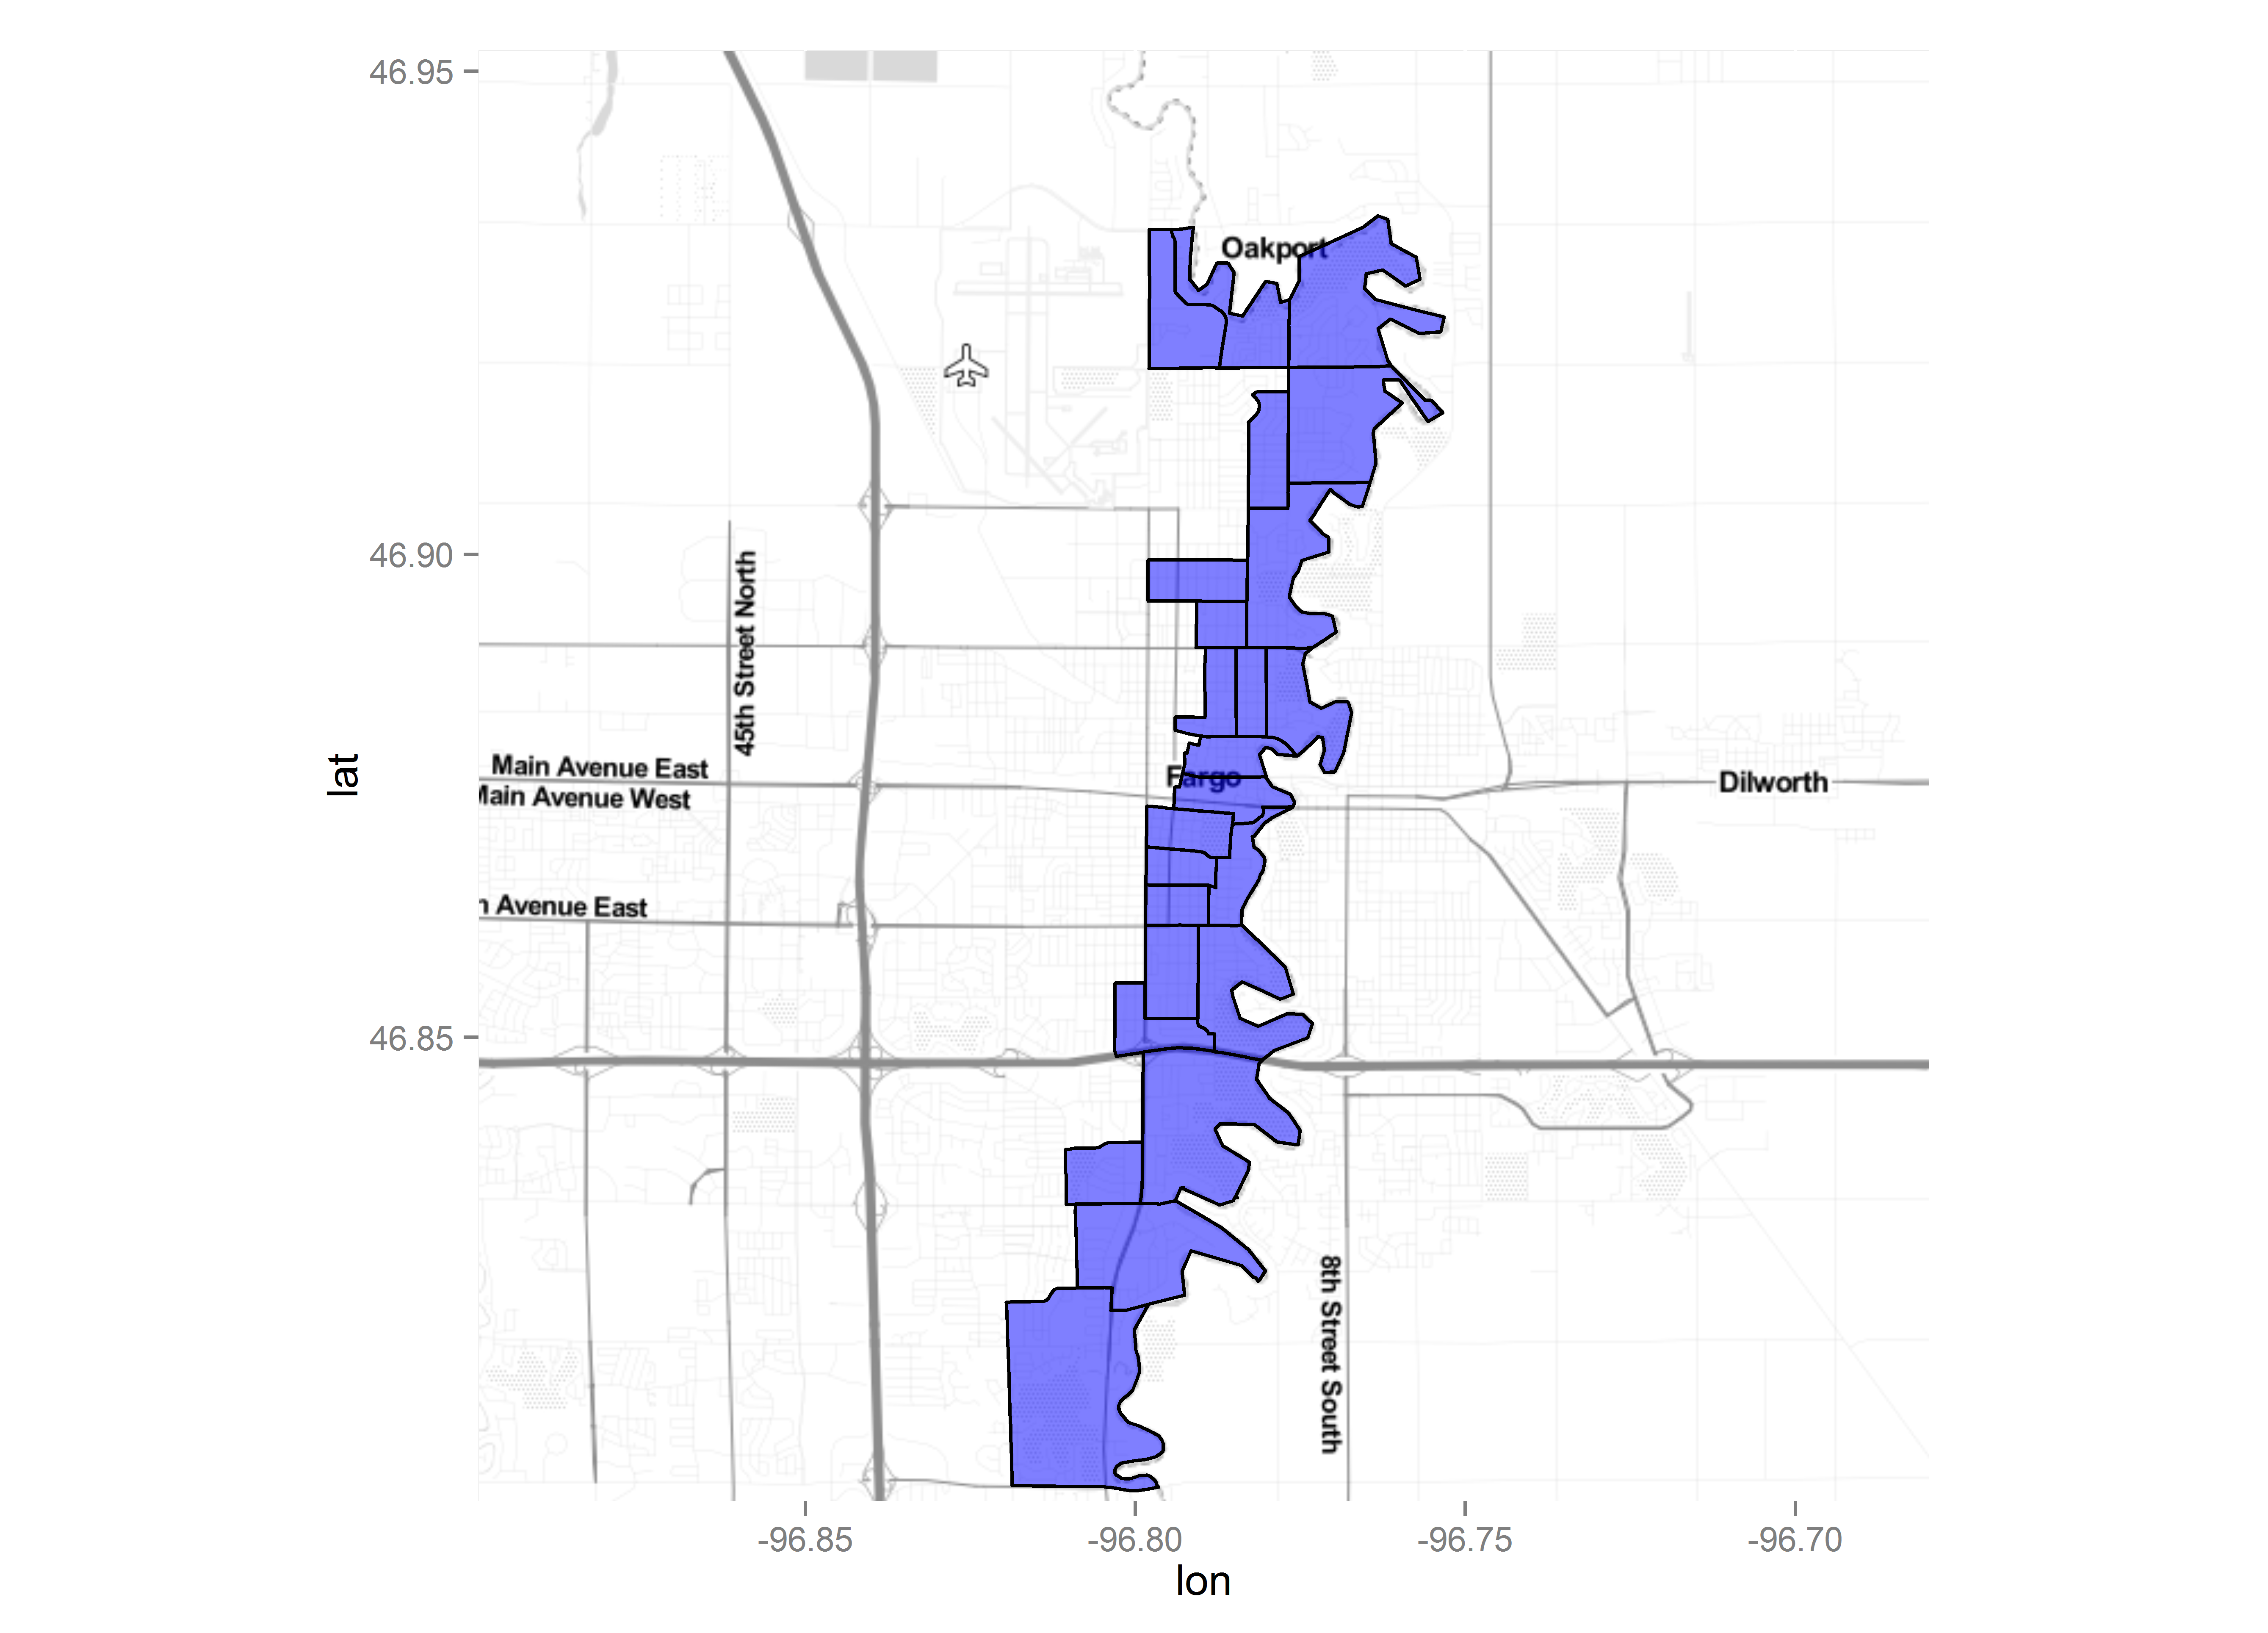 46.95
Oakport
46.90
45th Street North
lat
Main Avenue East
Fargo
Dilworth
Main Avenue West
n Avenue East
46.85
8th Street South
-96.85
-96.80
-96.75
-96.70
lon